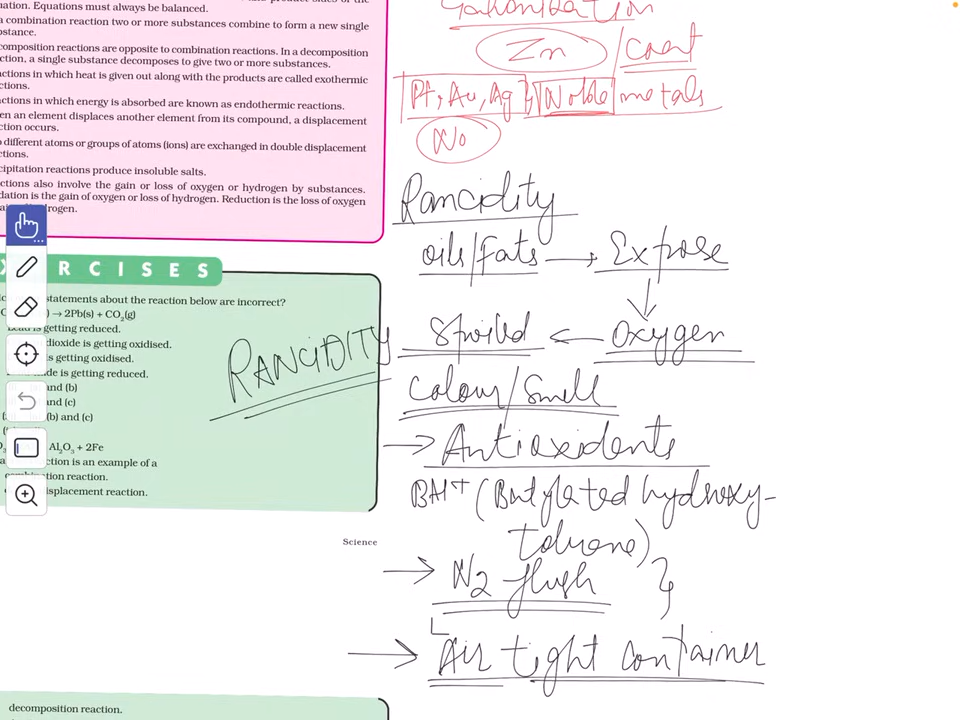 uation. Equations must always be balanced.
a combination reaction two or more substances combine to form a new single
bstance.
composition reactions are opposite to combination reactions. In a decomposition
ction, a single substance decomposes to give two or more substances.
actions in which heat is given out along with the products are called exothermic
ctions.
actions in which energy is absorbed are known as endothermic reactions.
en an element displaces another element from its compound, a displacement
ction occurs.
different atoms or groups of atoms (ions) are exchanged in double displacement
ctions.
cipitation reactions produce insoluble salts.
ctions also involve the gain or loss of oxygen or hydrogen by substances.
dation is the gain of oxygen or loss of hydrogen. Reduction is the loss of oxygen
rogen.
Zn / Coat
Pt, Au, Ag, Noble metals
No
Rancidity
oils/Fats → Expose
Spoiled ← Oxygen
Colour/Smell
→ Antioxidents
BHT (Butylated hydroxy-
toluene)
→ N2 flush }
→ Air tight container
RANCIDITY
RCISES
statements about the reaction below are incorrect?
) → 2Pb(s) + CO2(g)
getting reduced.
dioxide is getting oxidised.
s getting oxidised.
de is getting reduced.
and (b)
and (c)
(b) and (c)
Al2O3 + 2Fe
ction is an example of a
tion reaction.
isplacement reaction.
Science
decomposition reaction.